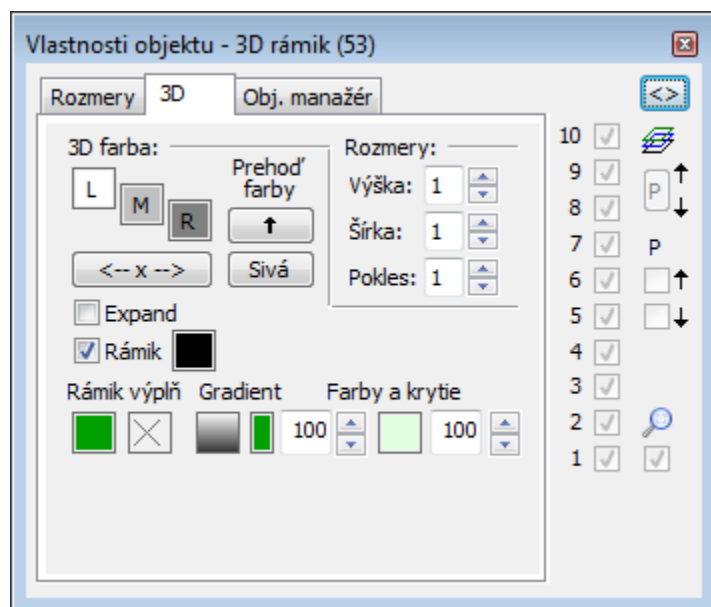 Vlastnosti objektu - 3D rámik (53)
Rozmery 3D Obj. manažér
<>
3D farba:
Prehoď farby
L
M
R
<-- x -->
Sivá
Rozmery:
Výška: 1
Šírka: 1
Pokles: 1
Expand
Rámik
Rámik výplň Gradient Farby a krytie
100
100
10
9
8
7
6
5
4
3
2
1
P
P